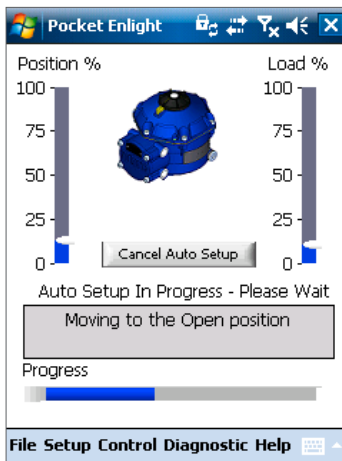 Pocket Enlight
Position %
Load %
100
100
75
75
50
50
25
25
0
0
Cancel Auto Setup
Auto Setup In Progress - Please Wait
Moving to the Open position
Progress
File Setup Control Diagnostic Help